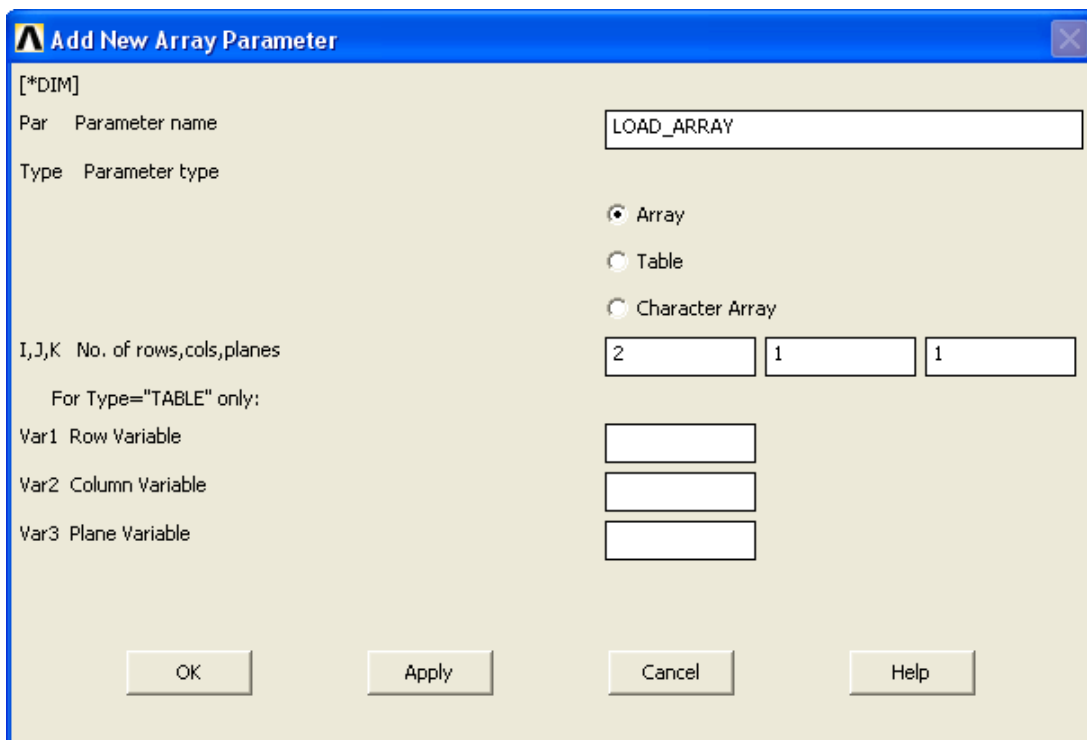 Add New Array Parameter
[*DIM]
Par Parameter name LOAD_ARRAY
Type Parameter type
Array
Table
Character Array
I,J,K No. of rows,cols,planes 2 1 1
For Type="TABLE" only:
Var1 Row Variable
Var2 Column Variable
Var3 Plane Variable
OK Apply Cancel Help